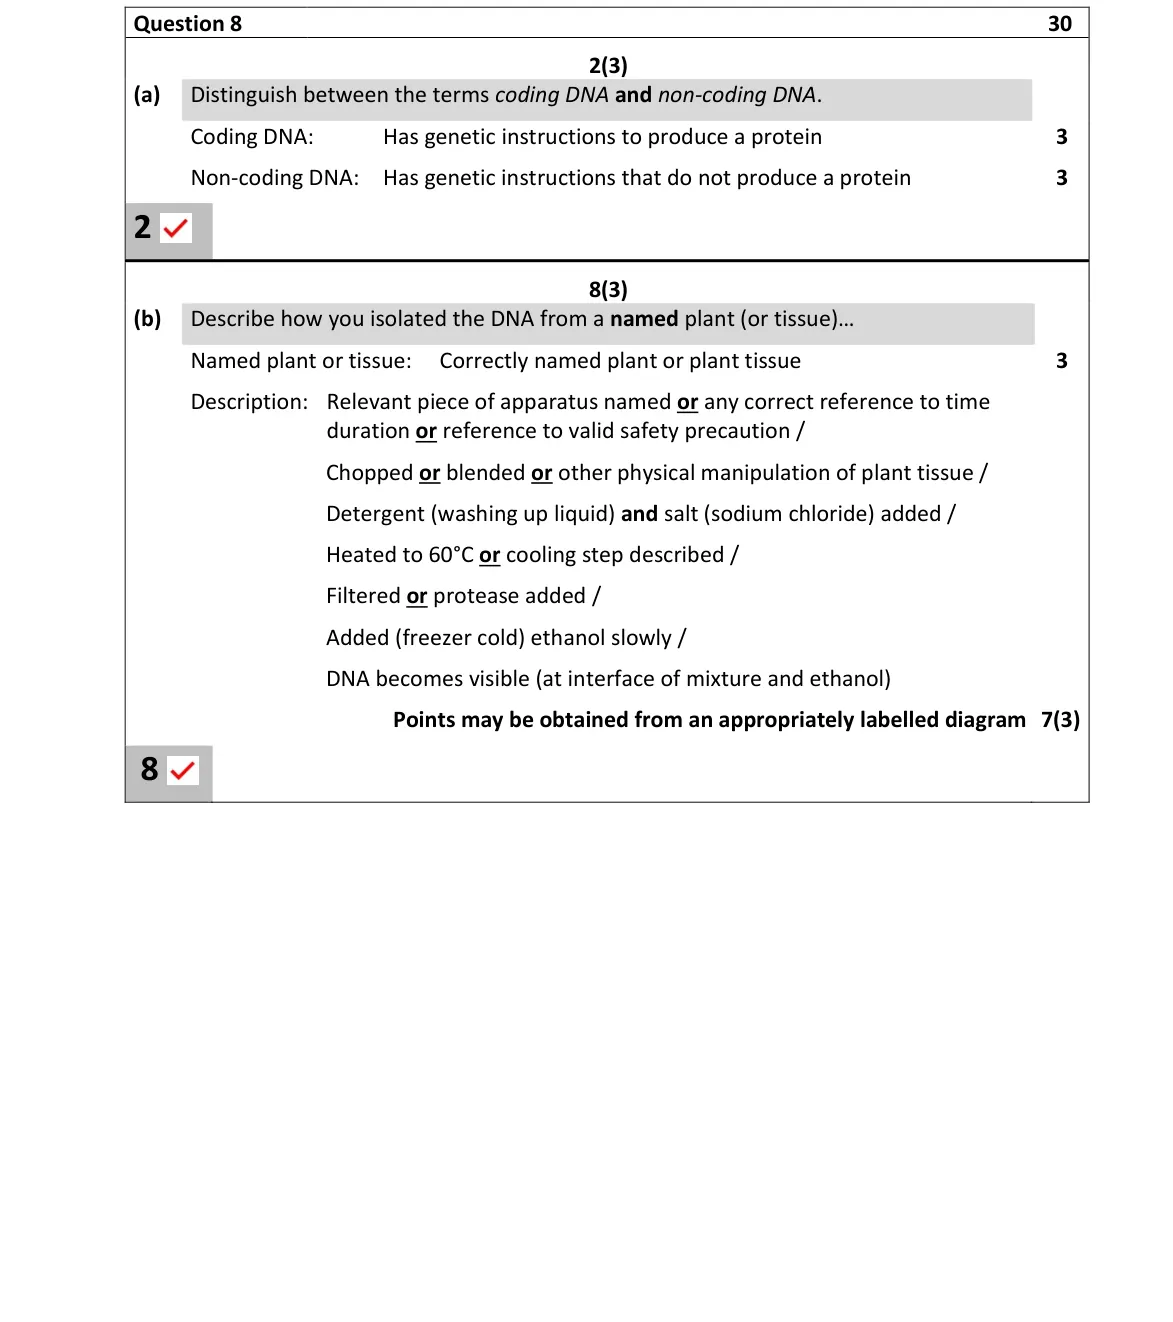 Question 8 30
2(3)
(a) Distinguish between the terms coding DNA and non-coding DNA.
Coding DNA: Has genetic instructions to produce a protein 3
Non-coding DNA: Has genetic instructions that do not produce a protein 3
2
8(3)
(b) Describe how you isolated the DNA from a named plant (or tissue)...
Named plant or tissue: Correctly named plant or plant tissue 3
Description: Relevant piece of apparatus named or any correct reference to time
duration or reference to valid safety precaution /
Chopped or blended or other physical manipulation of plant tissue /
Detergent (washing up liquid) and salt (sodium chloride) added /
Heated to 60°C or cooling step described /
Filtered or protease added /
Added (freezer cold) ethanol slowly /
DNA becomes visible (at interface of mixture and ethanol)
Points may be obtained from an appropriately labelled diagram 7(3)
8